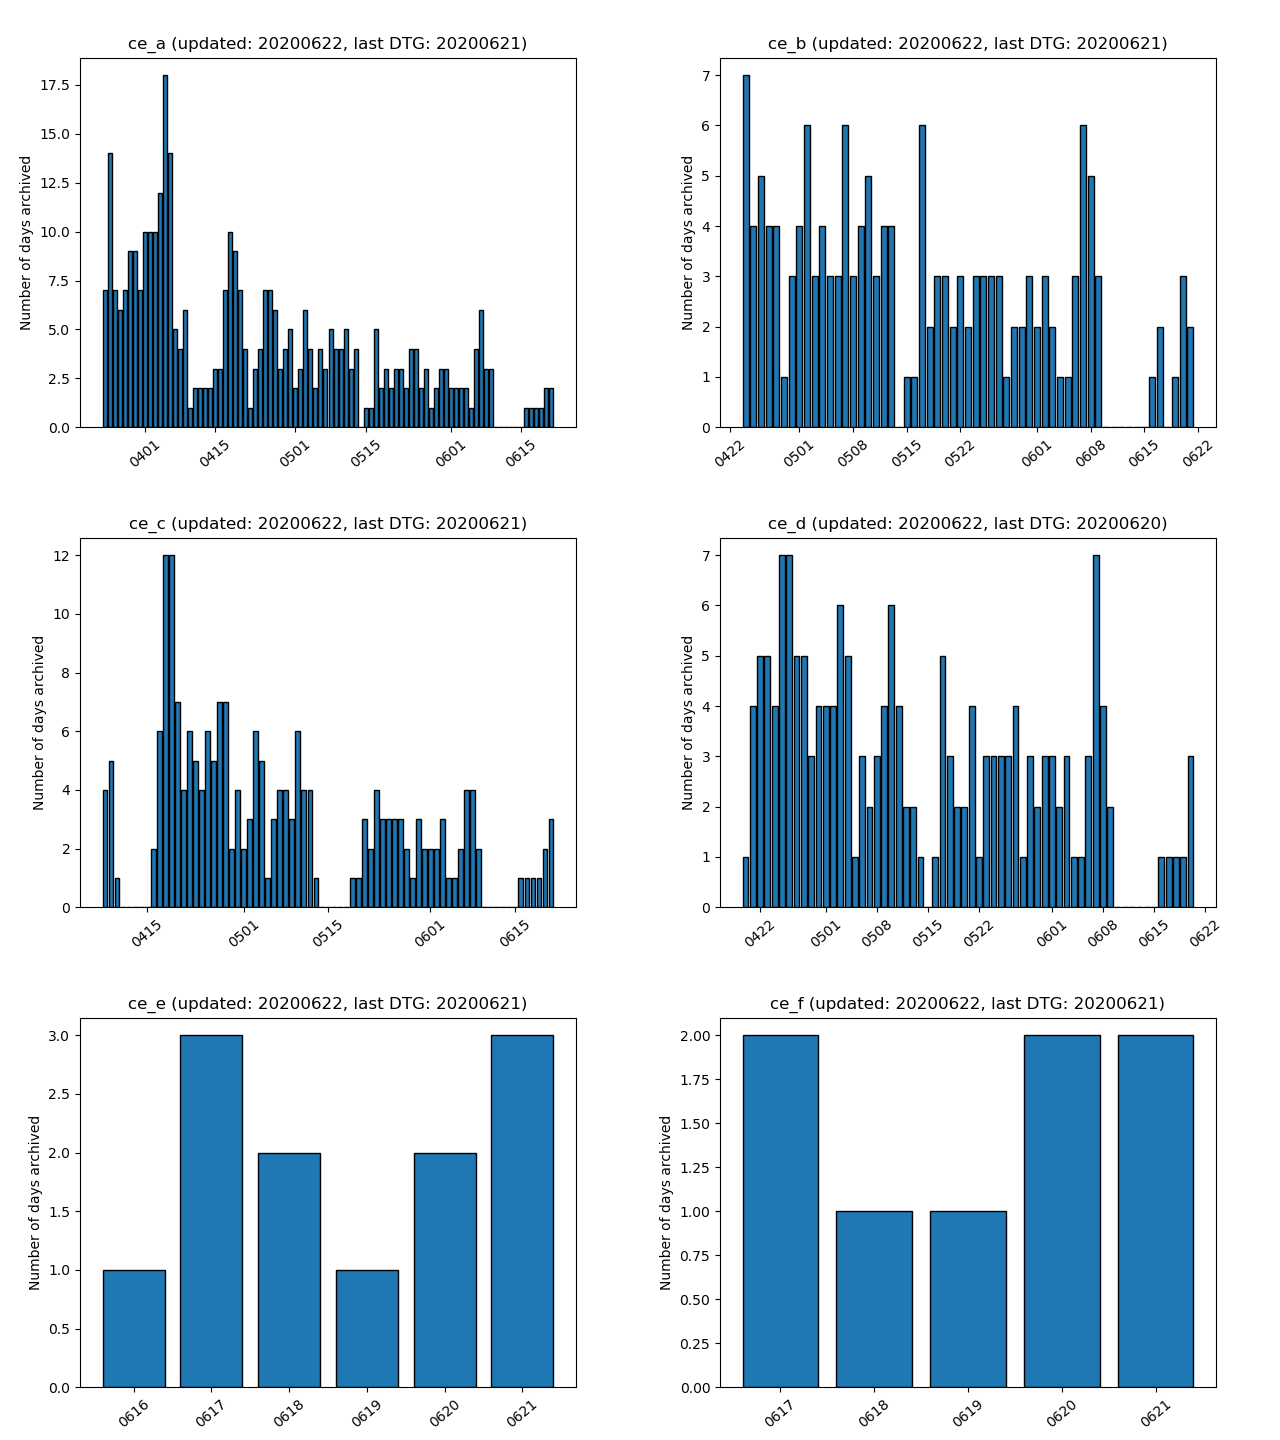 ce_a (updated: 20200622, last DTG: 20200621)
Number of days archived
17.5
15.0
12.5
10.0
7.5
5.0
2.5
0.0
0401 0415 0501 0515 0601 0615
ce_b (updated: 20200622, last DTG: 20200621)
Number of days archived
7
6
5
4
3
2
1
0
0422 0501 0508 0515 0522 0601 0608 0615 0622
ce_c (updated: 20200622, last DTG: 20200621)
Number of days archived
12
10
8
6
4
2
0
0415 0501 0515 0601 0615
ce_d (updated: 20200622, last DTG: 20200620)
Number of days archived
7
6
5
4
3
2
1
0
0422 0501 0508 0515 0522 0601 0608 0615 0622
ce_e (updated: 20200622, last DTG: 20200621)
Number of days archived
3.0
2.5
2.0
1.5
1.0
0.5
0.0
0616 0617 0618 0619 0620 0621
ce_f (updated: 20200622, last DTG: 20200621)
Number of days archived
2.00
1.75
1.50
1.25
1.00
0.75
0.50
0.25
0.00
0617 0618 0619 0620 0621